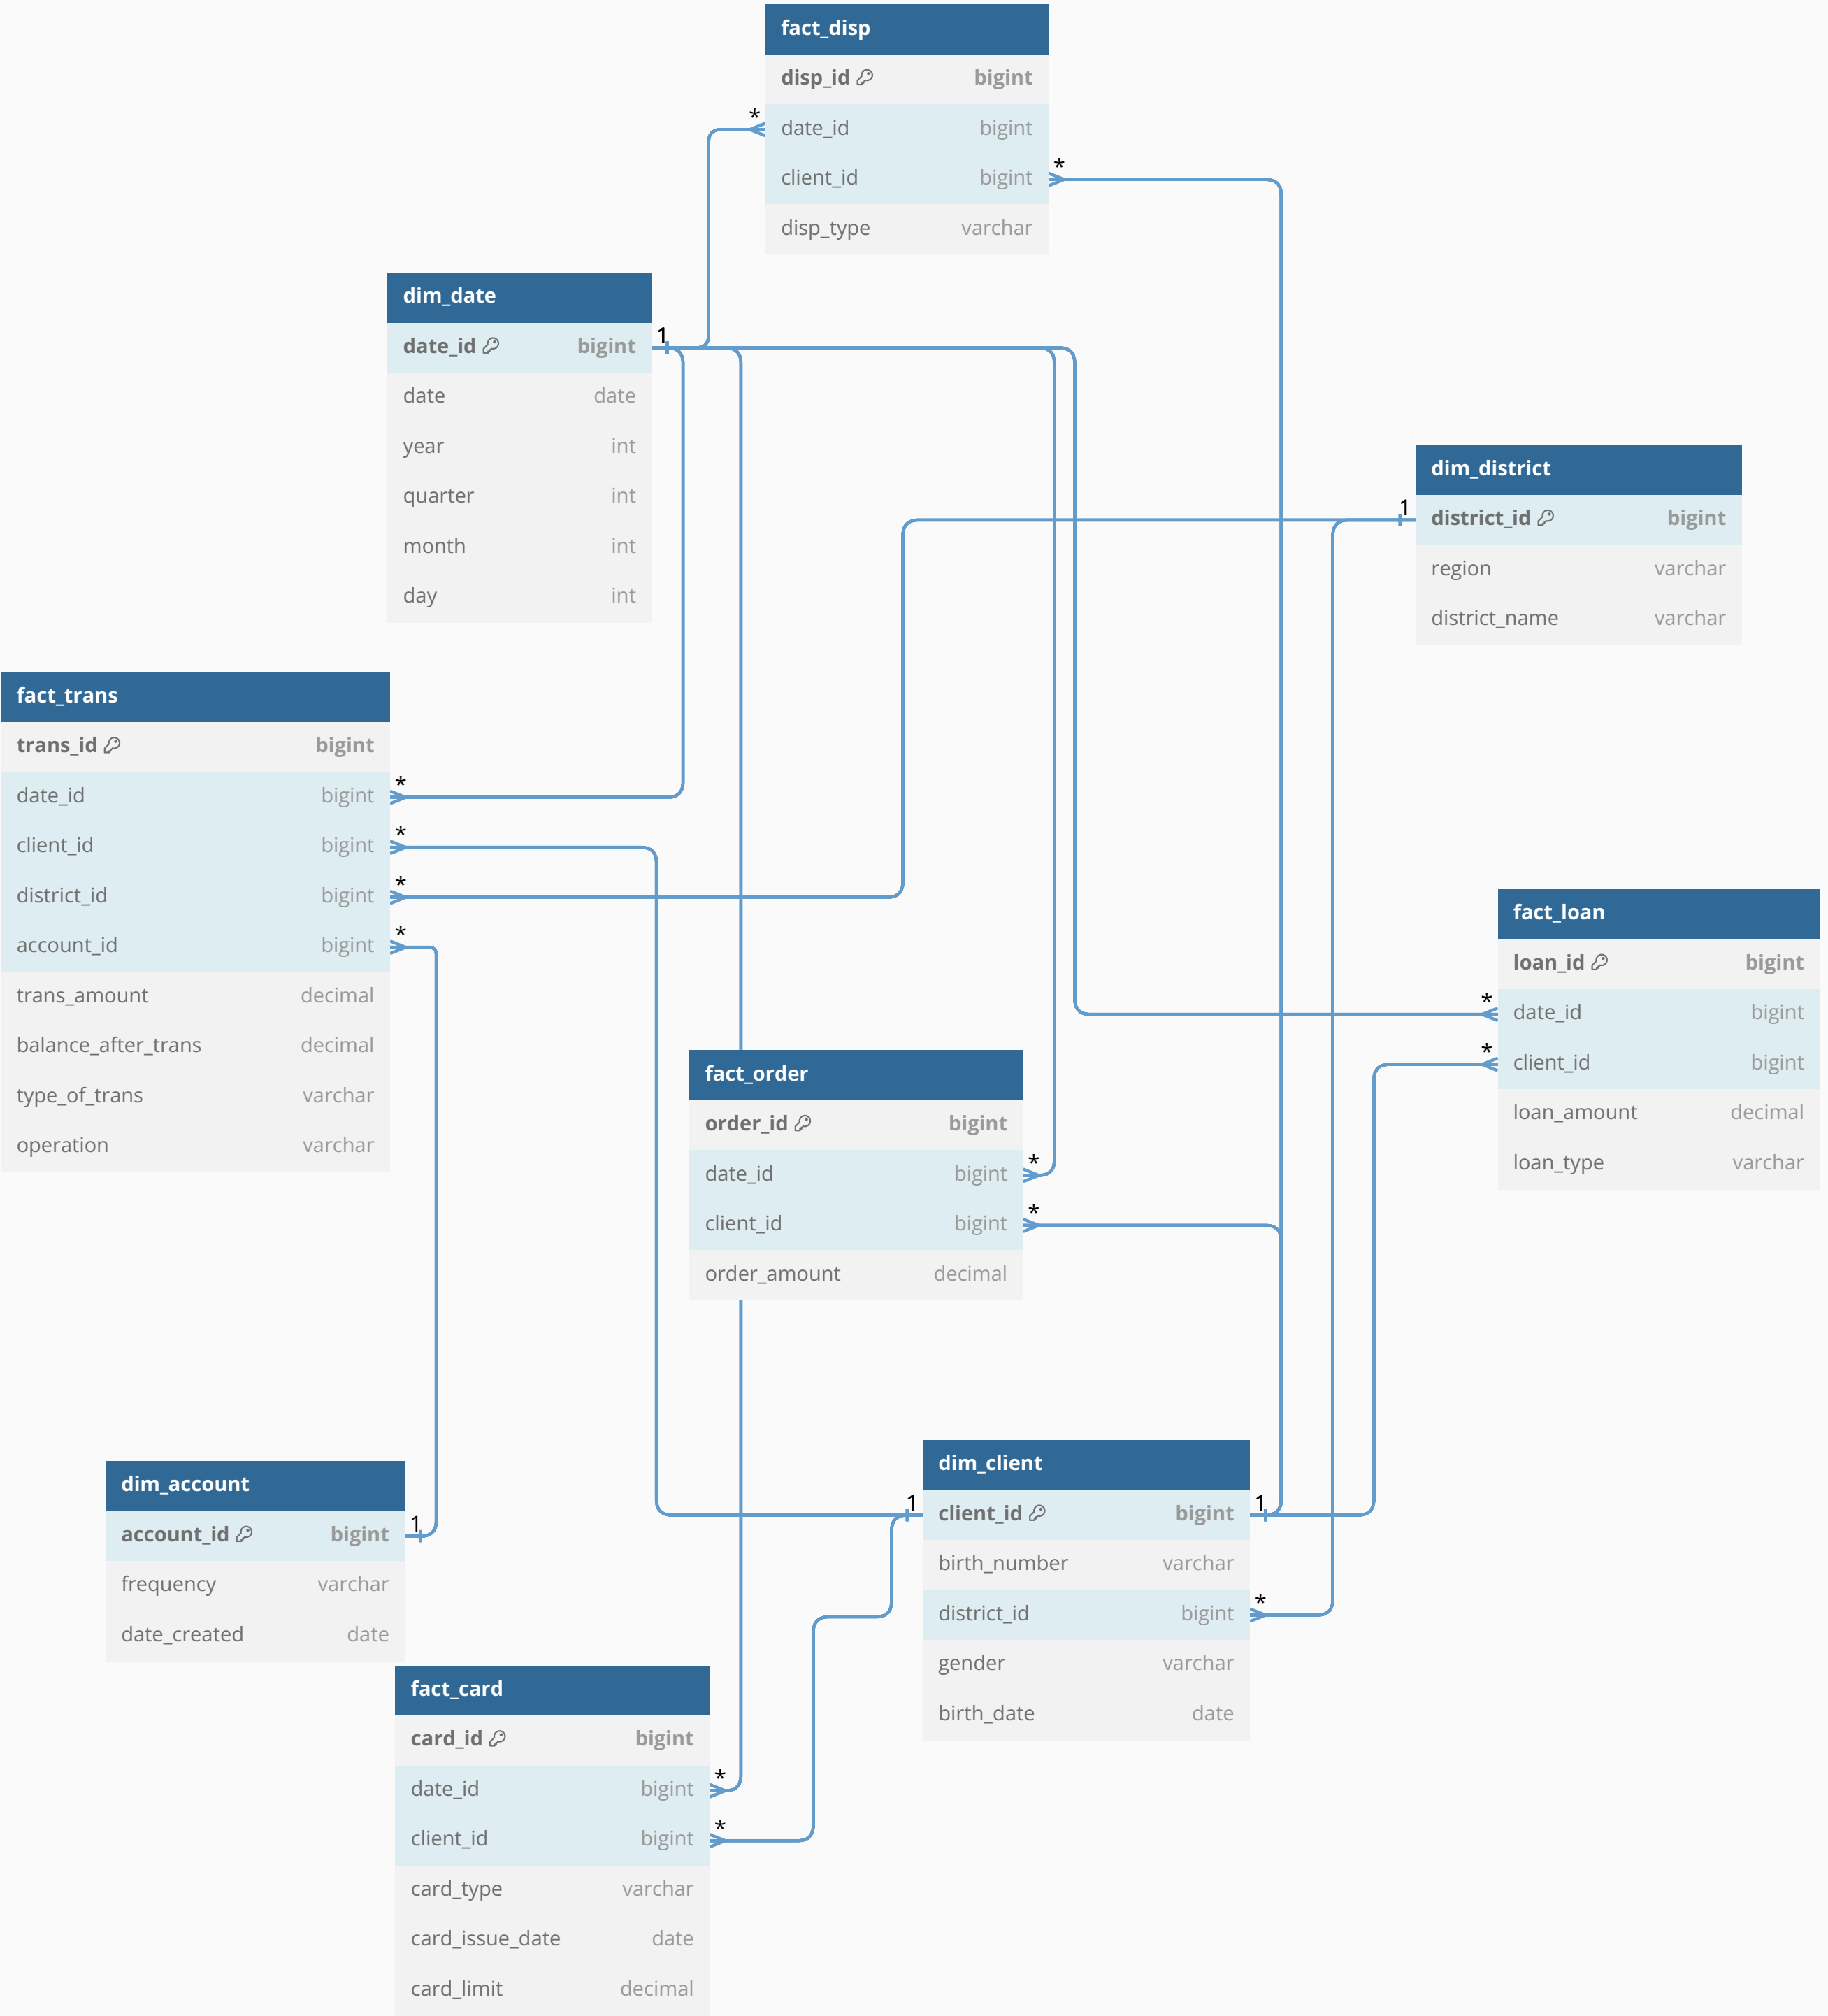 fact_disp
disp_id bigint
*
date_id bigint
*
client_id bigint
disp_type varchar
dim_date
1
date_id bigint
date date
year int
quarter int
month int
day int
dim_district
1
district_id bigint
region varchar
district_name varchar
fact_trans
trans_id bigint
*
date_id bigint
*
client_id bigint
*
district_id bigint
*
account_id bigint
trans_amount decimal
balance_after_trans decimal
type_of_trans varchar
operation varchar
fact_loan
loan_id bigint
*
date_id bigint
*
client_id bigint
loan_amount decimal
loan_type varchar
fact_order
order_id bigint
*
date_id bigint
*
client_id bigint
order_amount decimal
dim_account
1
account_id bigint
frequency varchar
date_created date
dim_client
1 1
client_id bigint
birth_number varchar
*
district_id bigint
gender varchar
birth_date date
fact_card
card_id bigint
*
date_id bigint
*
client_id bigint
card_type varchar
card_issue_date date
card_limit decimal